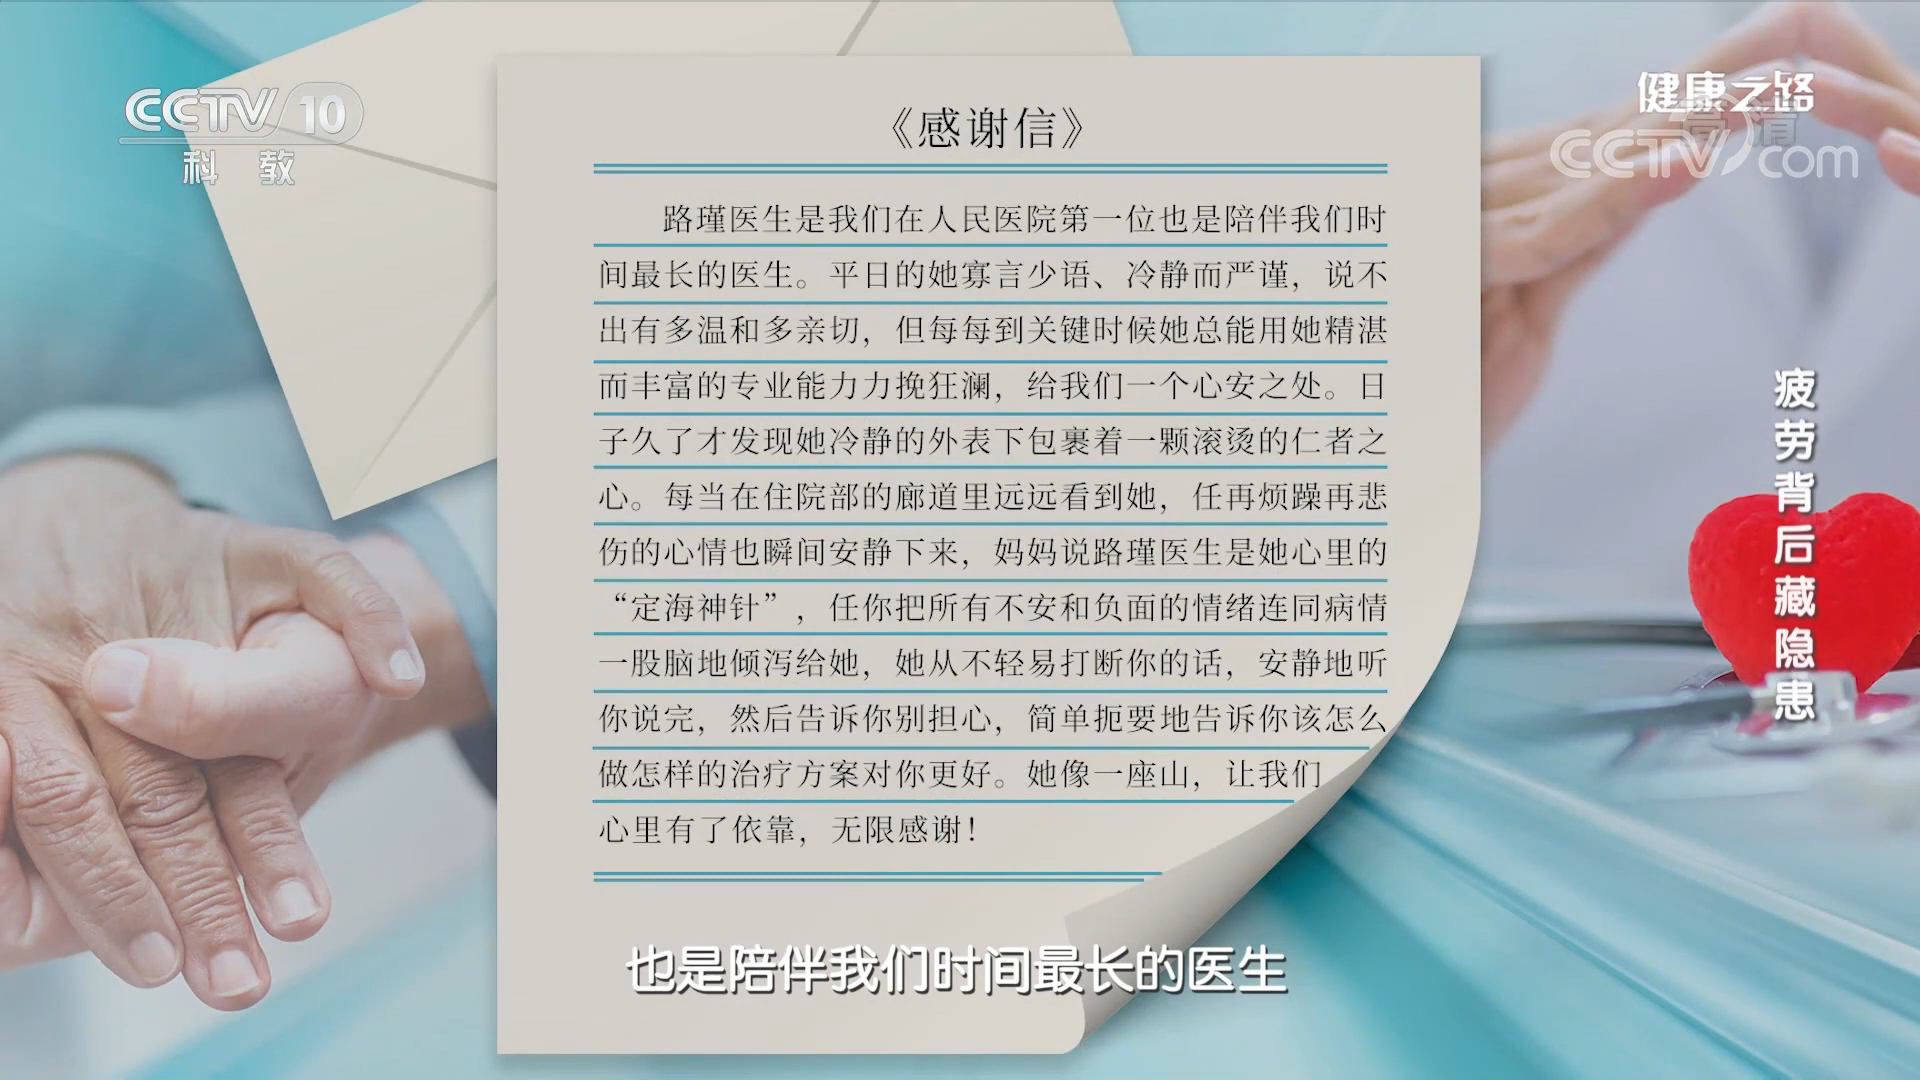 CCTV 10
科 教
健康之路
高清
CCTV com
《感谢信》
路瑾医生是我们在人民医院第一位也是陪伴我们时
间最长的医生。平日的她寡言少语、冷静而严谨，说不
出有多温和多亲切，但每每到关键时候她总能用她精湛
而丰富的专业能力力挽狂澜，给我们一个心安之处。日
子久了才发现她冷静的外表下包裹着一颗滚烫的仁者之
心。每当在住院部的廊道里远远看到她，任再烦躁再悲
伤的心情也瞬间安静下来，妈妈说路瑾医生是她心里的
“定海神针”，任你把所有不安和负面的情绪连同病情
一股脑地倾泻给她，她从不轻易打断你的话，安静地听
你说完，然后告诉你别担心，简单扼要地告诉你该怎么
做怎样的治疗方案对你更好。她像一座山，让我们
心里有了依靠，无限感谢！
疲劳背后藏隐患
也是陪伴我们时间最长的医生